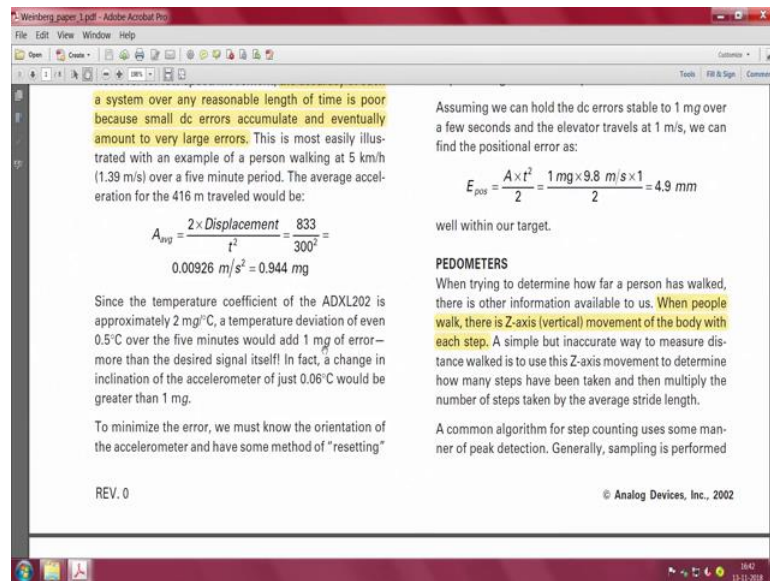 Weinberg_paper_1.pdf - Adobe Acrobat Pro
File Edit View Window Help
Open Create Customize
1 Tools Fill & Sign Comment
a system over any reasonable length of time is poor
because small dc errors accumulate and eventually
amount to very large errors. This is most easily illus-
trated with an example of a person walking at 5 km/h
(1.39 m/s) over a five minute period. The average accel-
eration for the 416 m traveled would be:
A_avg = 2 × Displacement / t² = 833 / 300² =
0.00926 m/s² = 0.944 mg
Since the temperature coefficient of the ADXL202 is
approximately 2 mg/°C, a temperature deviation of even
0.5°C over the five minutes would add 1 mg of error—
more than the desired signal itself! In fact, a change in
inclination of the accelerometer of just 0.06°C would be
greater than 1 mg.
To minimize the error, we must know the orientation of
the accelerometer and have some method of "resetting"
REV. 0
Assuming we can hold the dc errors stable to 1 mg over
a few seconds and the elevator travels at 1 m/s, we can
find the positional error as:
E_pos = A × t² / 2 = 1 mg × 9.8 m/s × 1 / 2 = 4.9 mm
well within our target.
PEDOMETERS
When trying to determine how far a person has walked,
there is other information available to us. When people
walk, there is Z-axis (vertical) movement of the body with
each step. A simple but inaccurate way to measure dis-
tance walked is to use this Z-axis movement to determine
how many steps have been taken and then multiply the
number of steps taken by the average stride length.
A common algorithm for step counting uses some man-
ner of peak detection. Generally, sampling is performed
© Analog Devices, Inc., 2002
16:42
13-11-2018